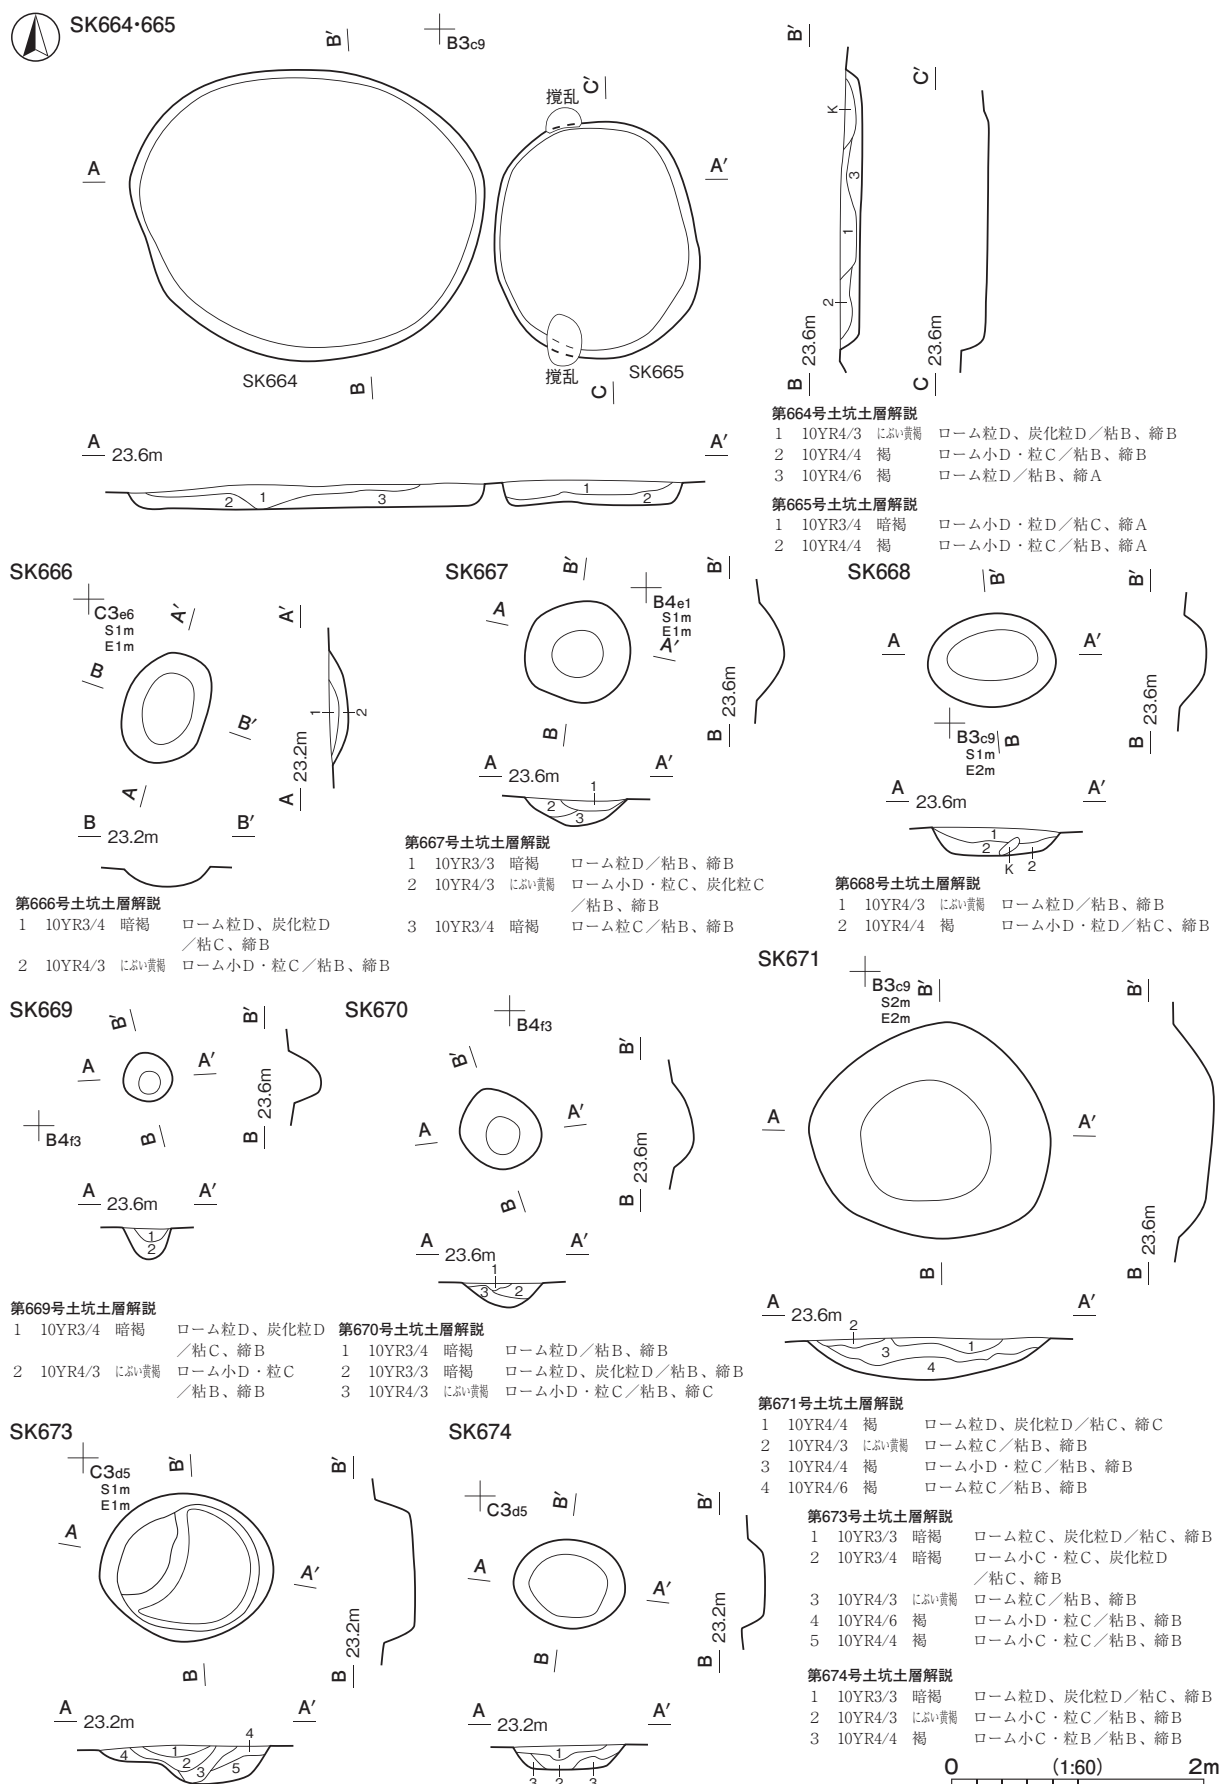 SK664・665
B′
B3c9
撹乱
C′
A
A′
SK664
B
撹乱
SK665
C
B′
K
3
1
2
B 23.6m
C′
C 23.6m
A 23.6m
A′
2 1 3
1 2
第664号土坑土層解説
1 10YR4/3 にぶい黄褐 ローム粒D、炭化粒D／粘B、締B
2 10YR4/4 褐 ローム小D・粒C／粘B、締B
3 10YR4/6 褐 ローム粒D／粘B、締A
第665号土坑土層解説
1 10YR3/4 暗褐 ローム小D・粒D／粘C、締A
2 10YR4/4 褐 ローム小D・粒C／粘B、締A
SK666
C3e6
S1m
E1m
A′
B
B′
A
A′
1 2
A 23.2m
B 23.2m
B′
第666号土坑土層解説
1 10YR3/4 暗褐 ローム粒D、炭化粒D
／粘C、締B
2 10YR4/3 にぶい黄褐 ローム小D・粒C／粘B、締B
SK667
B′
B4e1
S1m
E1m
A
A′
B
B′
B 23.6m
A 23.6m
A′
1
2
3
第667号土坑土層解説
1 10YR3/3 暗褐 ローム粒D／粘B、締B
2 10YR4/3 にぶい黄褐 ローム小D・粒C、炭化粒C
／粘B、締B
3 10YR3/4 暗褐 ローム粒C／粘B、締B
SK668
B′
A
A′
B3c9
S1m
E2m
B
B′
B 23.6m
A 23.6m
A′
1
2
K 2
第668号土坑土層解説
1 10YR4/3 にぶい黄褐 ローム粒D／粘B、締B
2 10YR4/4 褐 ローム小D・粒D／粘C、締B
SK669
B′
A
A′
B4f3
B
B′
B 23.6m
A 23.6m
A′
1
2
第669号土坑土層解説
1 10YR3/4 暗褐 ローム粒D、炭化粒D
／粘C、締B
2 10YR4/3 にぶい黄褐 ローム小D・粒C
／粘B、締B
SK670
B4f3
B′
A
A′
B
B′
B 23.6m
A 23.6m
A′
1
3 2
第670号土坑土層解説
1 10YR3/4 暗褐 ローム粒D／粘B、締B
2 10YR3/3 暗褐 ローム粒D、炭化粒D／粘B、締B
3 10YR4/3 にぶい黄褐 ローム小D・粒C／粘B、締C
SK671
B3c9
S2m
E2m
B′
A
A′
B
B′
B 23.6m
A 23.6m
A′
2
3 1
4
第671号土坑土層解説
1 10YR4/4 褐 ローム粒D、炭化粒D／粘C、締C
2 10YR4/3 にぶい黄褐 ローム粒C／粘B、締B
3 10YR4/4 褐 ローム小D・粒C／粘B、締B
4 10YR4/6 褐 ローム粒C／粘B、締B
SK673
C3d5
S1m
E1m
B′
A
A′
B
B′
B 23.2m
A 23.2m
A′
4
4 1 2 3 5
SK674
C3d5
B′
A
A′
B
B′
B 23.2m
A 23.2m
A′
1
3 2 3
第673号土坑土層解説
1 10YR3/3 暗褐 ローム粒C、炭化粒D／粘C、締B
2 10YR3/4 暗褐 ローム小C・粒C、炭化粒D
／粘C、締B
3 10YR4/3 にぶい黄褐 ローム粒C／粘B、締B
4 10YR4/6 褐 ローム小D・粒C／粘B、締B
5 10YR4/4 褐 ローム小C・粒C／粘B、締B
第674号土坑土層解説
1 10YR3/3 暗褐 ローム粒D、炭化粒D／粘C、締B
2 10YR4/3 にぶい黄褐 ローム小C・粒C／粘B、締B
3 10YR4/4 褐 ローム小C・粒B／粘B、締B
0 (1:60) 2m